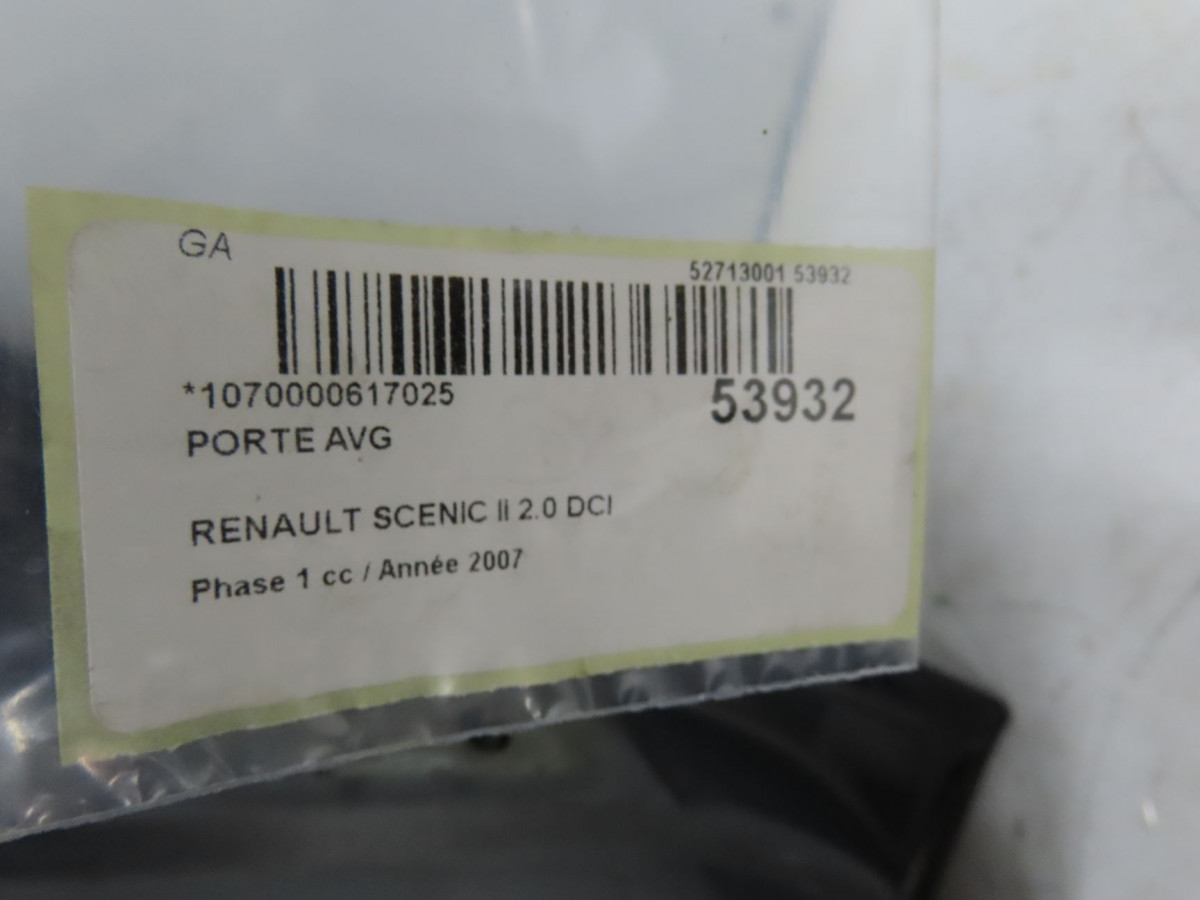 GA
52713001 53932
*1070000617025 53932
PORTE AVG
RENAULT SCENIC Ii 2.0 DCI
Phase 1 cc / Année 2007